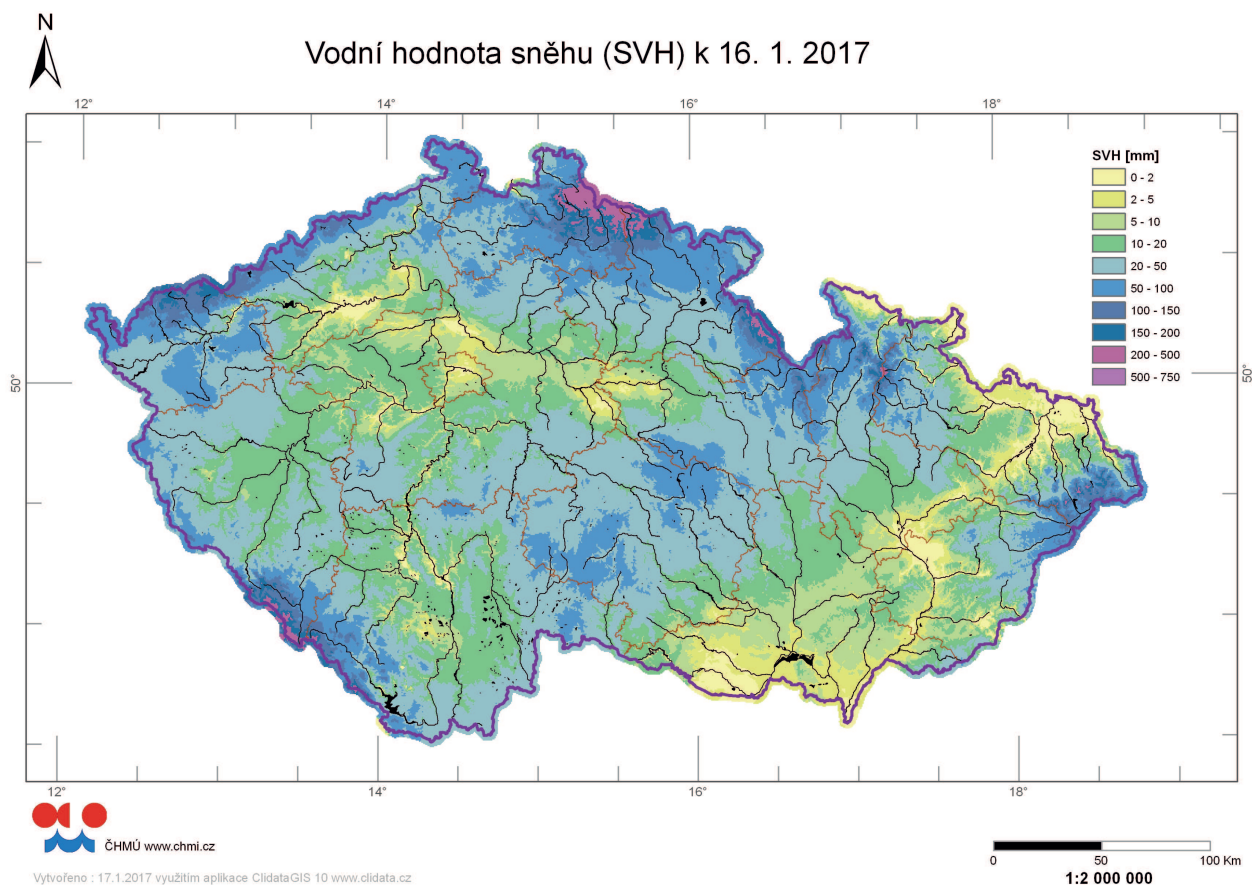 N
Vodní hodnota sněhu (SVH) k 16. 1. 2017
12° 14° 16° 18°
SVH [mm]
0 - 2
2 - 5
5 - 10
10 - 20
20 - 50
50 - 100
100 - 150
150 - 200
200 - 500
500 - 750
50° 50°
12° 14° 16° 18°
ČHMÚ www.chmi.cz
0 50 100 Km
1:2 000 000
Vytvořeno : 17.1.2017 využitím aplikace ClidataGIS 10 www.clidata.cz